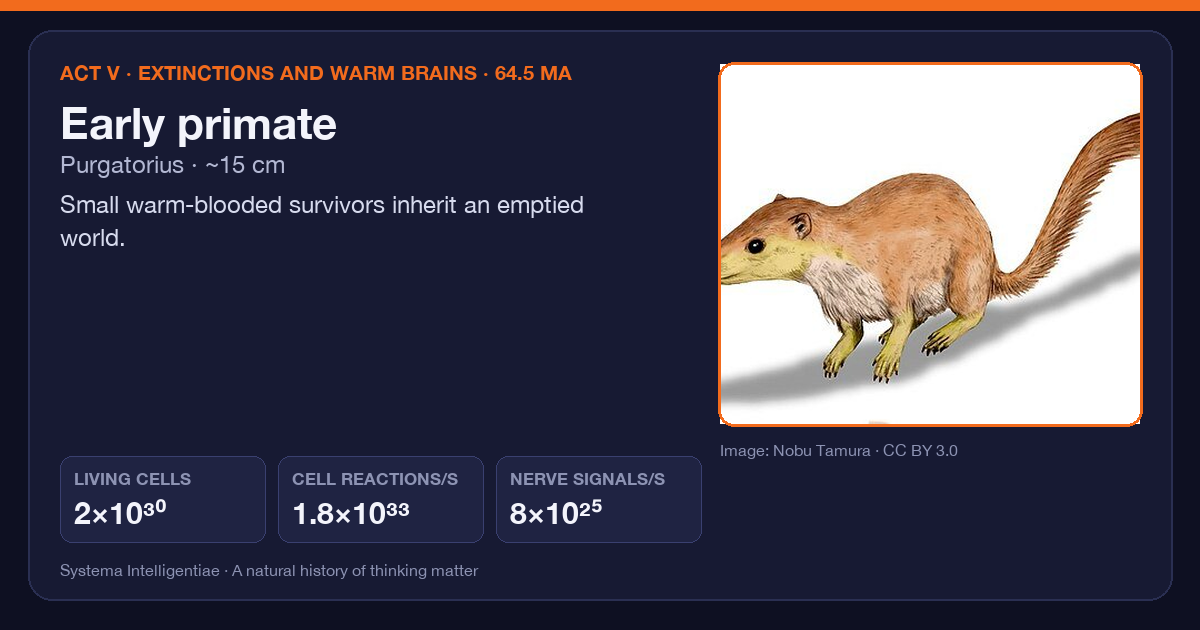 ACT V · EXTINCTIONS AND WARM BRAINS · 64.5 MA
Early primate
Purgatorius · ~15 cm
Small warm-blooded survivors inherit an emptied
world.
Image: Nobu Tamura · CC BY 3.0
LIVING CELLS
2×10³⁰
CELL REACTIONS/S
1.8×10³³
NERVE SIGNALS/S
8×10²⁵
Systema Intelligentiae · A natural history of thinking matter